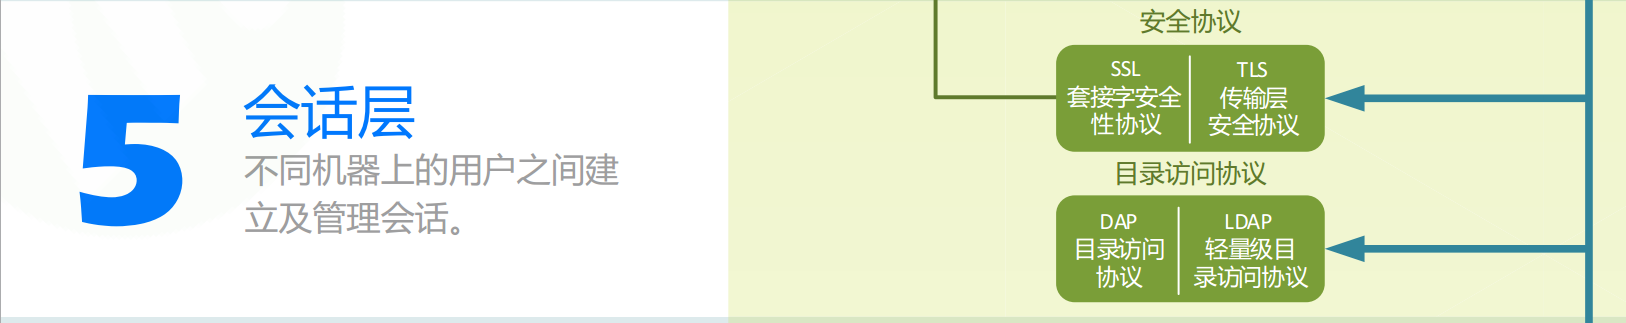 5
会话层
不同机器上的用户之间建
立及管理会话。
安全协议
SSL
套接字安全
性协议
TLS
传输层
安全协议
目录访问协议
DAP
目录访问
协议
LDAP
轻量级目
录访问协议